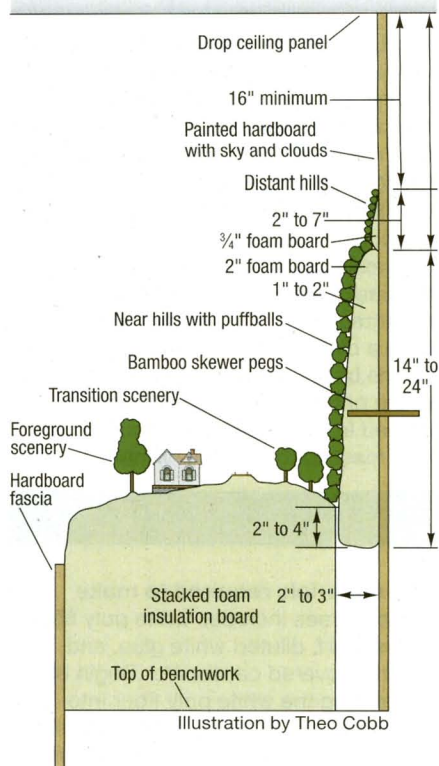 Drop ceiling panel
16" minimum
Painted hardboard
with sky and clouds
Distant hills
2" to 7"
¾" foam board
2" foam board
1" to 2"
Near hills with puffballs
Bamboo skewer pegs
14" to
24"
Transition scenery
Foreground
scenery
Hardboard
fascia
2" to 4"
Stacked foam
insulation board
2" to 3"
Top of benchwork
Illustration by Theo Cobb